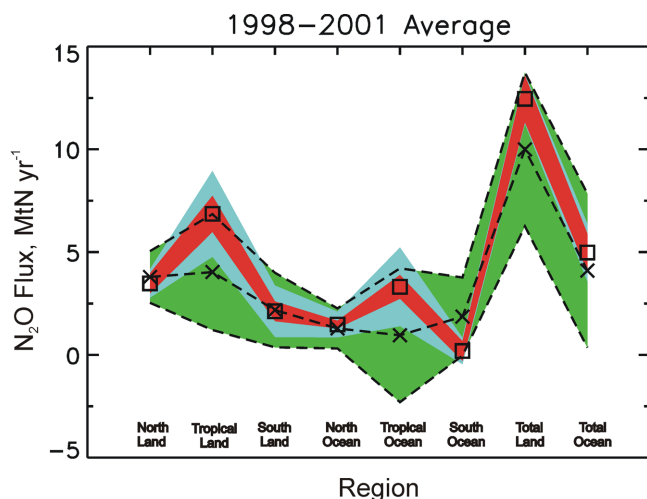 1998–2001 Average
15
10
5
0
−5
N₂O Flux, MtN yr⁻¹
North Tropical South North Tropical South Total Total
Land Land Land Ocean Ocean Ocean Land Ocean
Region